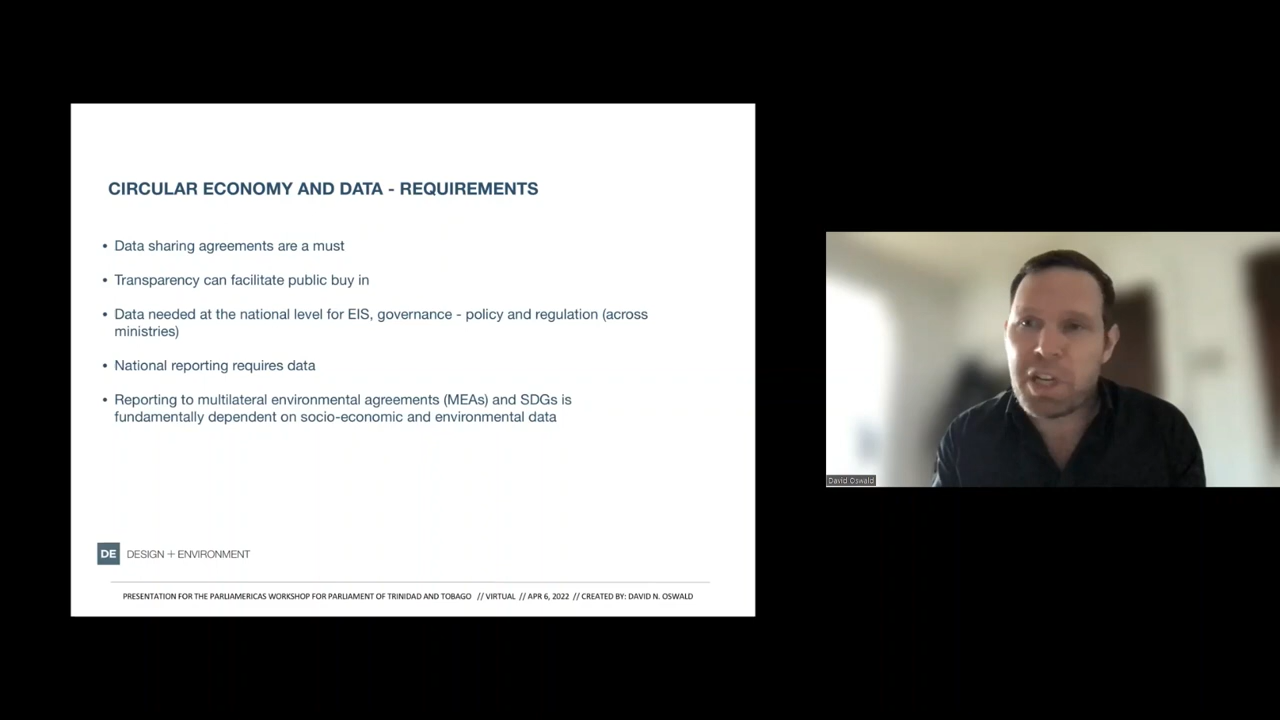 CIRCULAR ECONOMY AND DATA - REQUIREMENTS
• Data sharing agreements are a must
• Transparency can facilitate public buy in
• Data needed at the national level for EIS, governance - policy and regulation (across
ministries)
• National reporting requires data
• Reporting to multilateral environmental agreements (MEAs) and SDGs is
fundamentally dependent on socio-economic and environmental data
DE DESIGN + ENVIRONMENT
PRESENTATION FOR THE PARLIAMERICAS WORKSHOP FOR PARLIAMENT OF TRINIDAD AND TOBAGO // VIRTUAL // APR 6, 2022 // CREATED BY: DAVID N. OSWALD
David Oswald